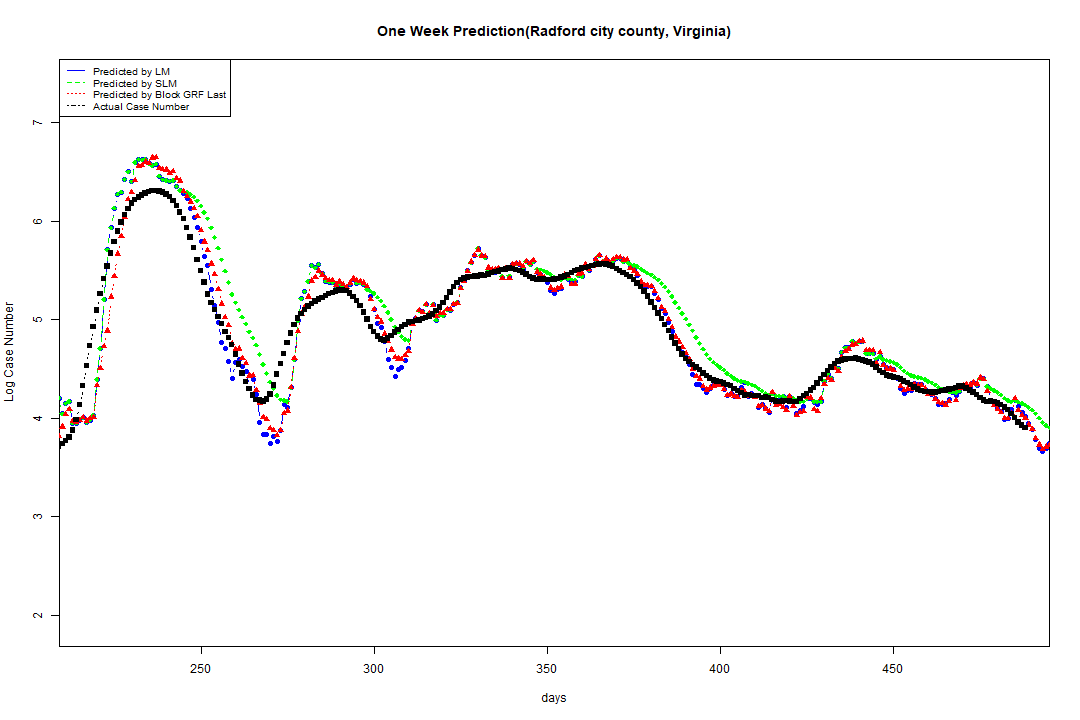 One Week Prediction(Radford city county, Virginia)
Predicted by LM
Predicted by SLM
Predicted by Block GRF Last
Actual Case Number
7
6
5
4
3
2
Log Case Number
250
300
350
400
450
days